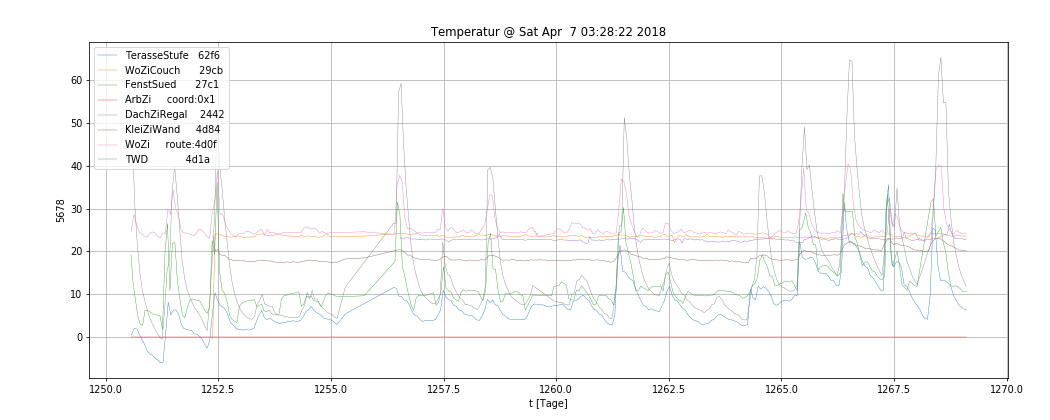 Temperatur @ Sat Apr  7 03:28:22 2018
TerasseStufe   62f6
WoZiCouch      29cb
FenstSued      27c1
ArbZi     coord:0x1
DachZiRegal    2442
KleiZiWand     4d84
WoZi     route:4d0f
TWD            4d1a
60
50
40
30
20
10
0
5678
1250.0 1252.5 1255.0 1257.5 1260.0 1262.5 1265.0 1267.5 1270.0
t [Tage]